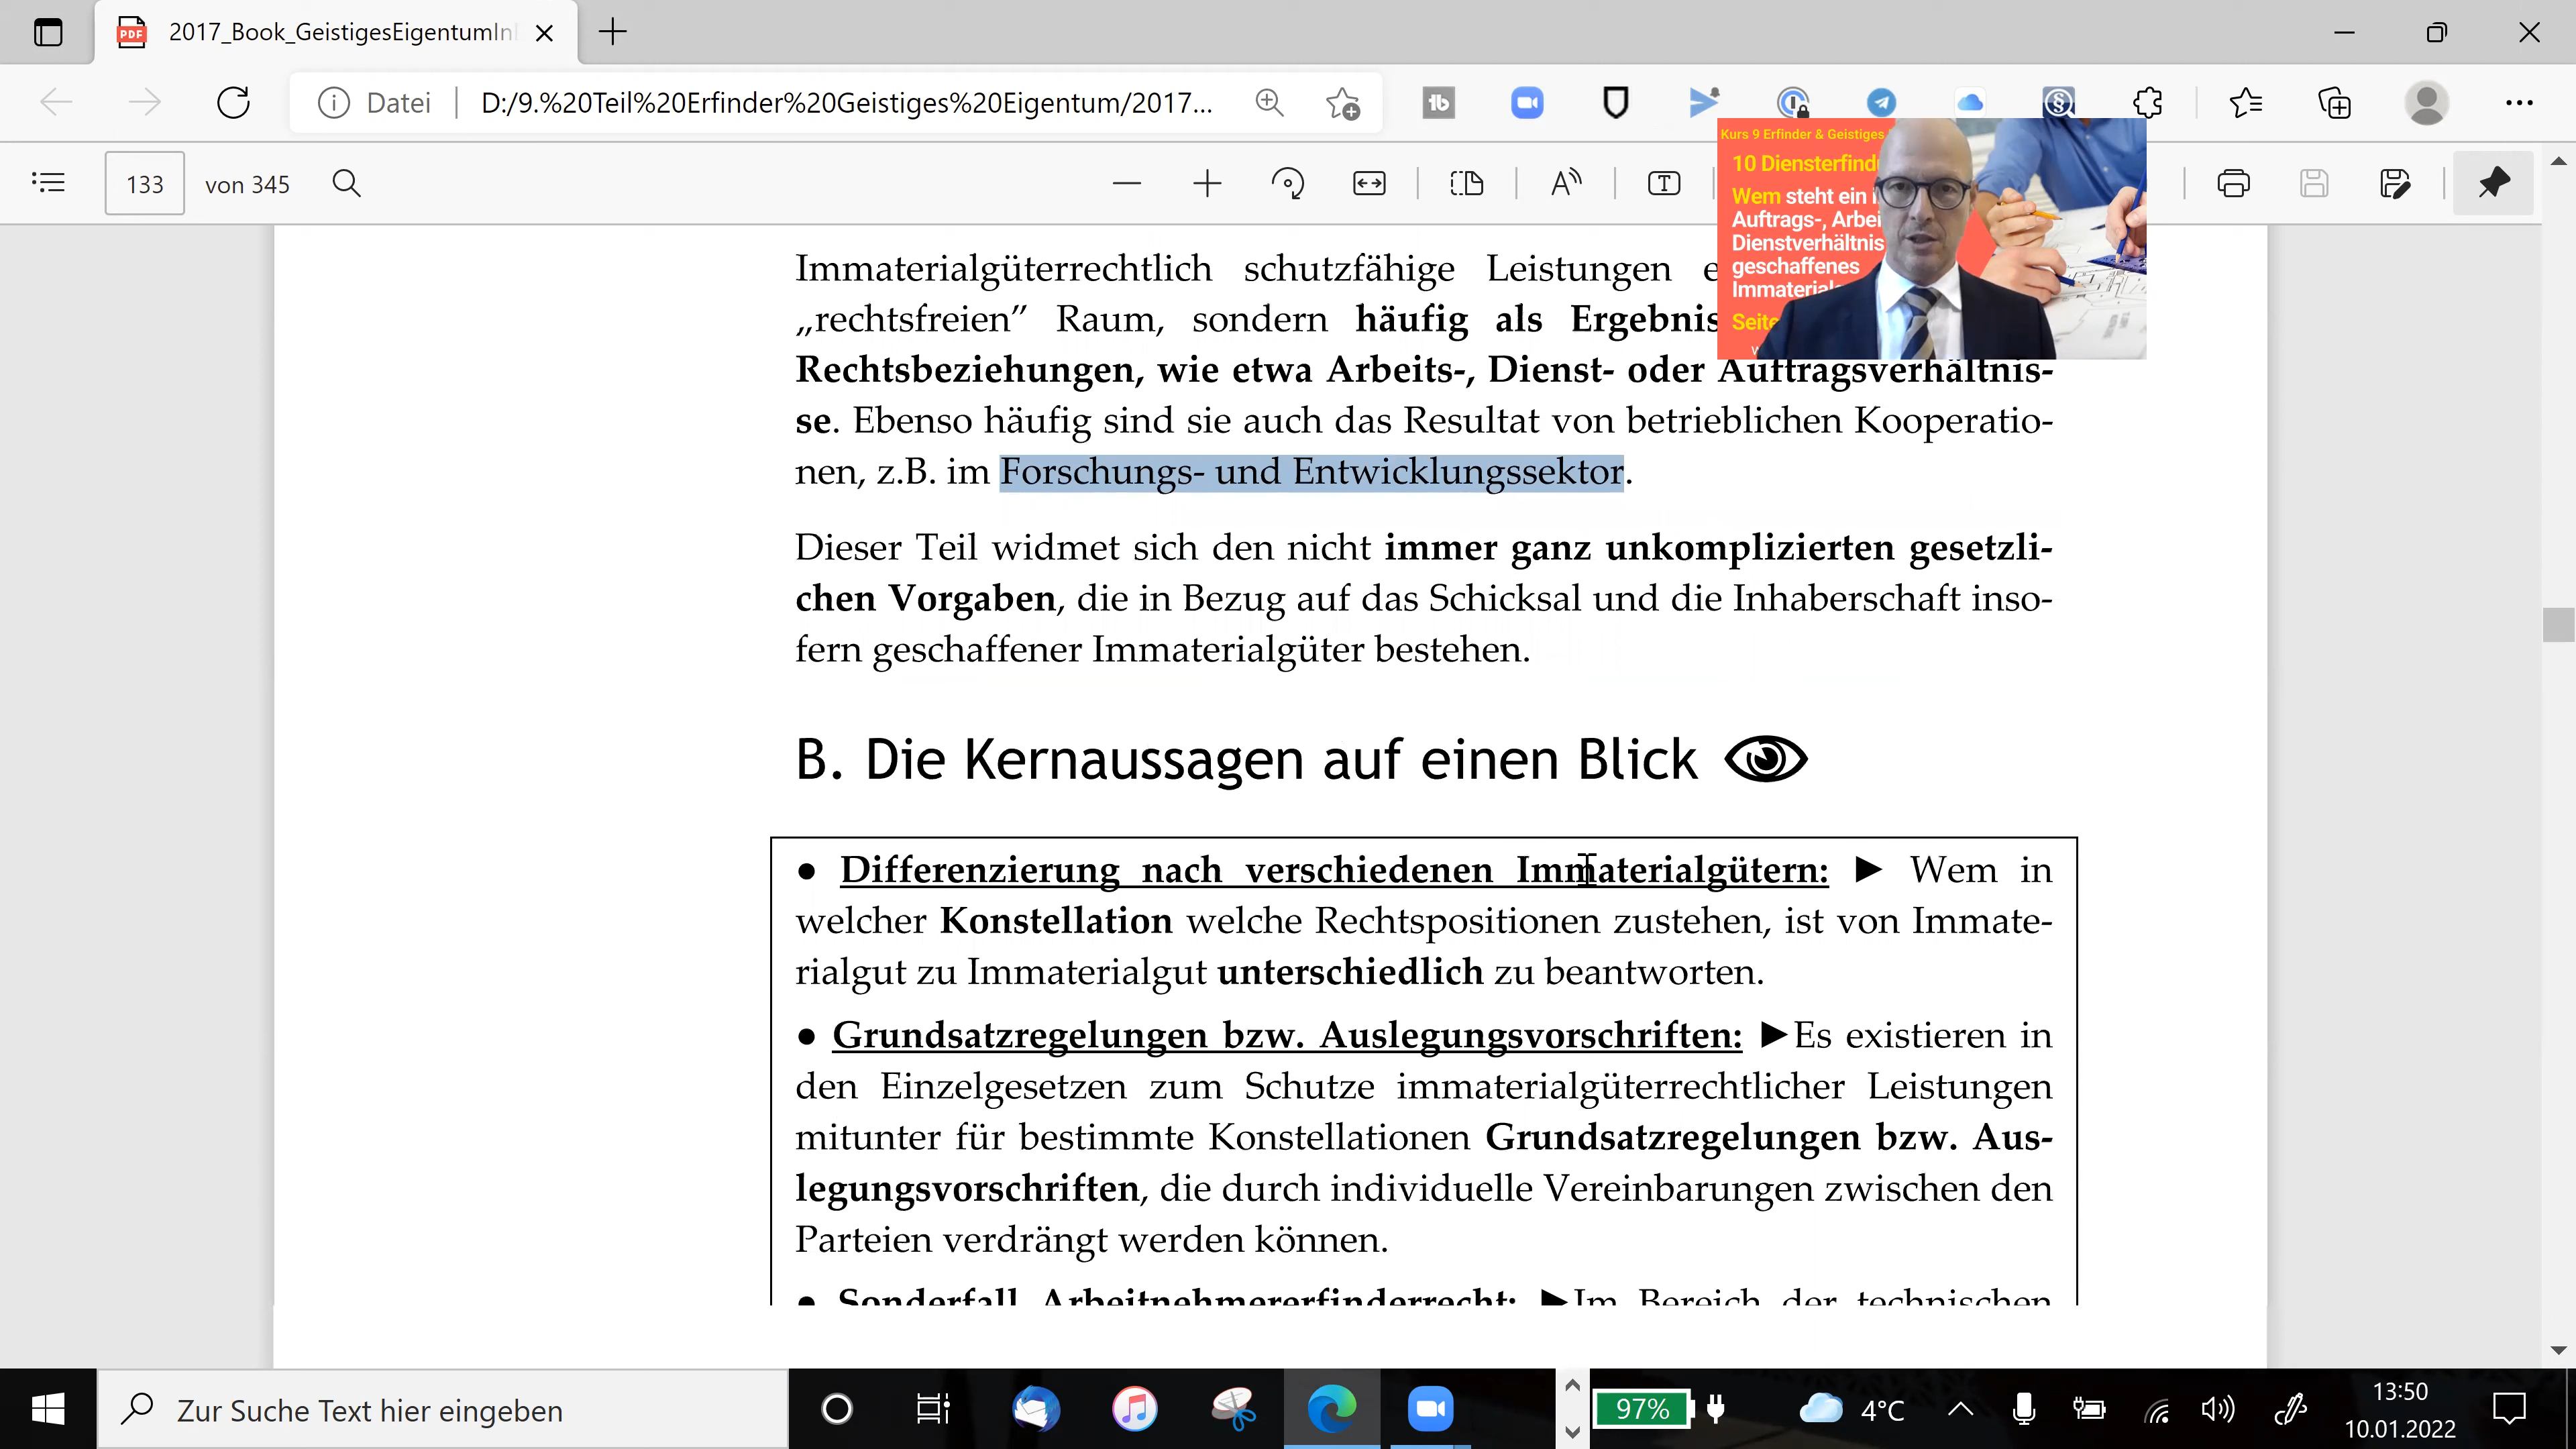 2017_Book_GeistigesEigentumIn
Datei
D:/9.%20Teil%20Erfinder%20Geistiges%20Eigentum/2017...
133 von 345
Kurs 9 Erfinder & Geistiges
10
Wem steht ein
Dienstverhältnis
geschaffenes
Immaterialgüterrechtlich schutzfähige Leistungen
„rechtsfreien” Raum, sondern häufig als Ergebnis
Rechtsbeziehungen, wie etwa Arbeits-, Dienst- oder Auftragsverhältnis-
se. Ebenso häufig sind sie auch das Resultat von betrieblichen Kooperatio-
nen, z.B. im Forschungs- und Entwicklungssektor.
Dieser Teil widmet sich den nicht immer ganz unkomplizierten gesetzli-
chen Vorgaben, die in Bezug auf das Schicksal und die Inhaberschaft inso-
fern geschaffener Immaterialgüter bestehen.
B. Die Kernaussagen auf einen Blick
● Differenzierung nach verschiedenen Immaterialgütern: ► Wem in
welcher Konstellation welche Rechtspositionen zustehen, ist von Immate-
rialgut zu Immaterialgut unterschiedlich zu beantworten.
● Grundsatzregelungen bzw. Auslegungsvorschriften: ►Es existieren in
den Einzelgesetzen zum Schutze immaterialgüterrechtlicher Leistungen
mitunter für bestimmte Konstellationen Grundsatzregelungen bzw. Aus-
legungsvorschriften, die durch individuelle Vereinbarungen zwischen den
Parteien verdrängt werden können.
● Sonderfall Arbeitnehmererfinderrecht: ►Im Bereich der technischen
Zur Suche Text hier eingeben
97%
4°C
13:50
10.01.2022